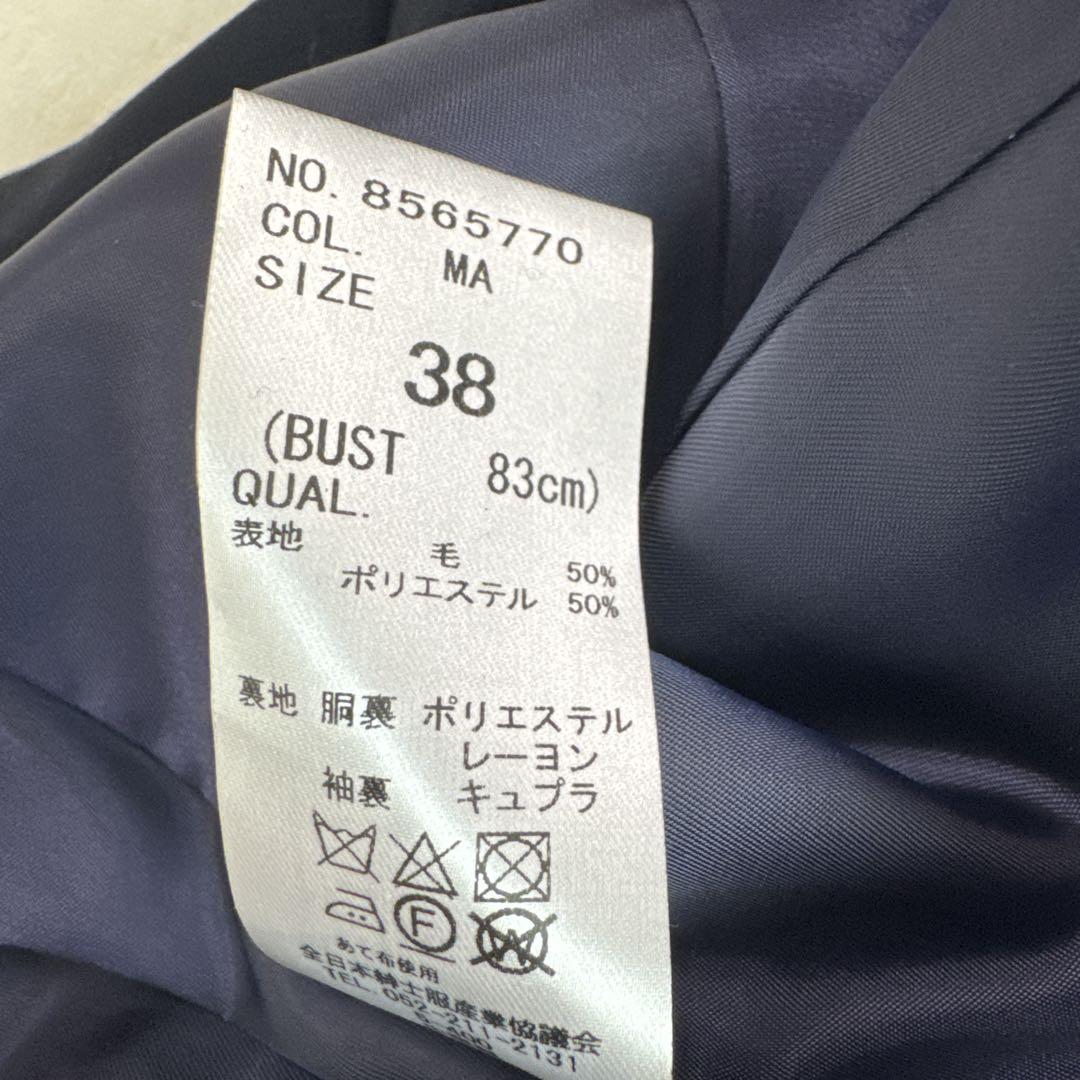 NO. 8565770
COL. MA
SIZE
38
(BUST 83cm)
QUAL.
表地 毛 50%
ポリエステル 50%
裏地 胴裏 ポリエステル
レーヨン
袖裏 キュプラ
F W
あて布使用
全日本紳士服産業協議会
TEL.052-211-2131